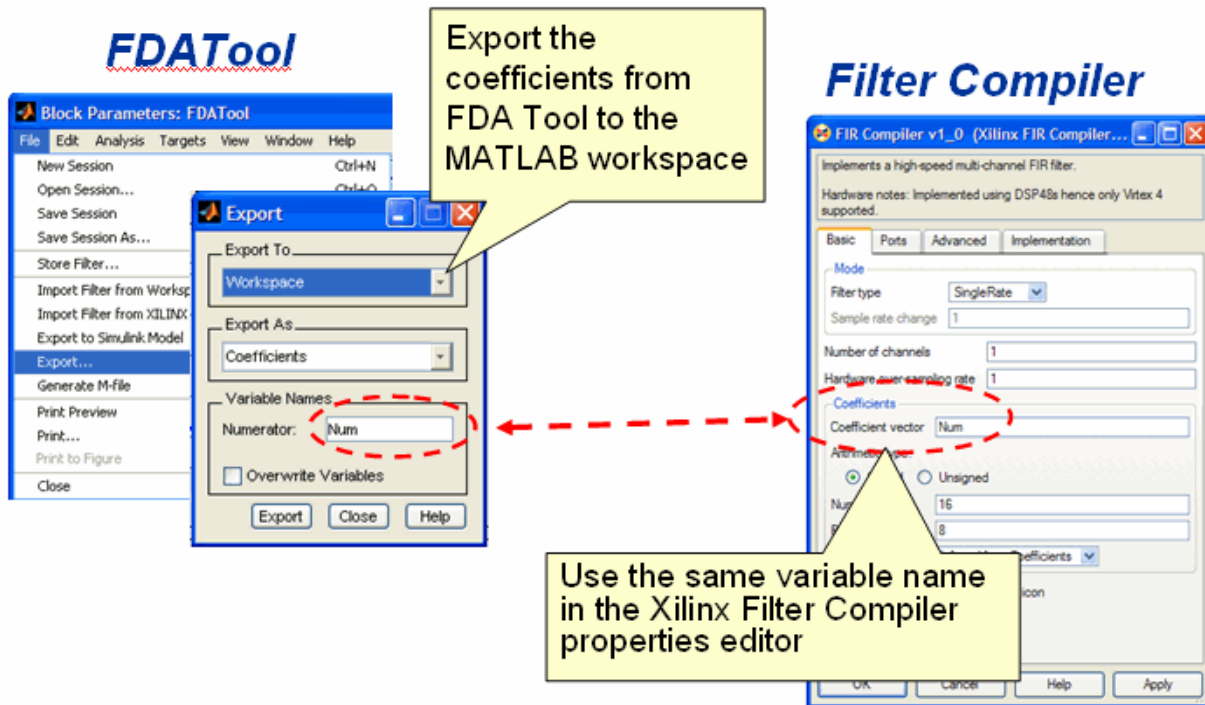 FDATool
Export the
coefficients from
FDA Tool to the
MATLAB workspace
Filter Compiler
Block Parameters: FDATool
File Edit Analysis Targets View Window Help
New Session Ctrl+N
Open Session... Ctrl+O
Save Session
Save Session As...
Store Filter...
Import Filter from Worksp
Import Filter from XILINX
Export to Simulink Model
Export...
Generate M-file
Print Preview
Print...
Print to Figure
Close
Export
Export To
Workspace
Export As
Coefficients
Variable Names
Numerator: Num
Overwrite Variables
Export Close Help
FIR Compiler v1_0 (Xilinx FIR Compiler...
Implements a high-speed multi-channel FIR filter.
Hardware notes: Implemented using DSP48s hence only Virtex 4
supported.
Basic Ports Advanced Implementation
Mode
Filter type SingleRate
Sample rate change 1
Number of channels 1
Hardware over-sampling rate 1
Coefficients
Coefficient vector Num
Arithmetic type:
Unsigned
16
8
Coefficients
icon
OK Cancel Help Apply
Use the same variable name
in the Xilinx Filter Compiler
properties editor